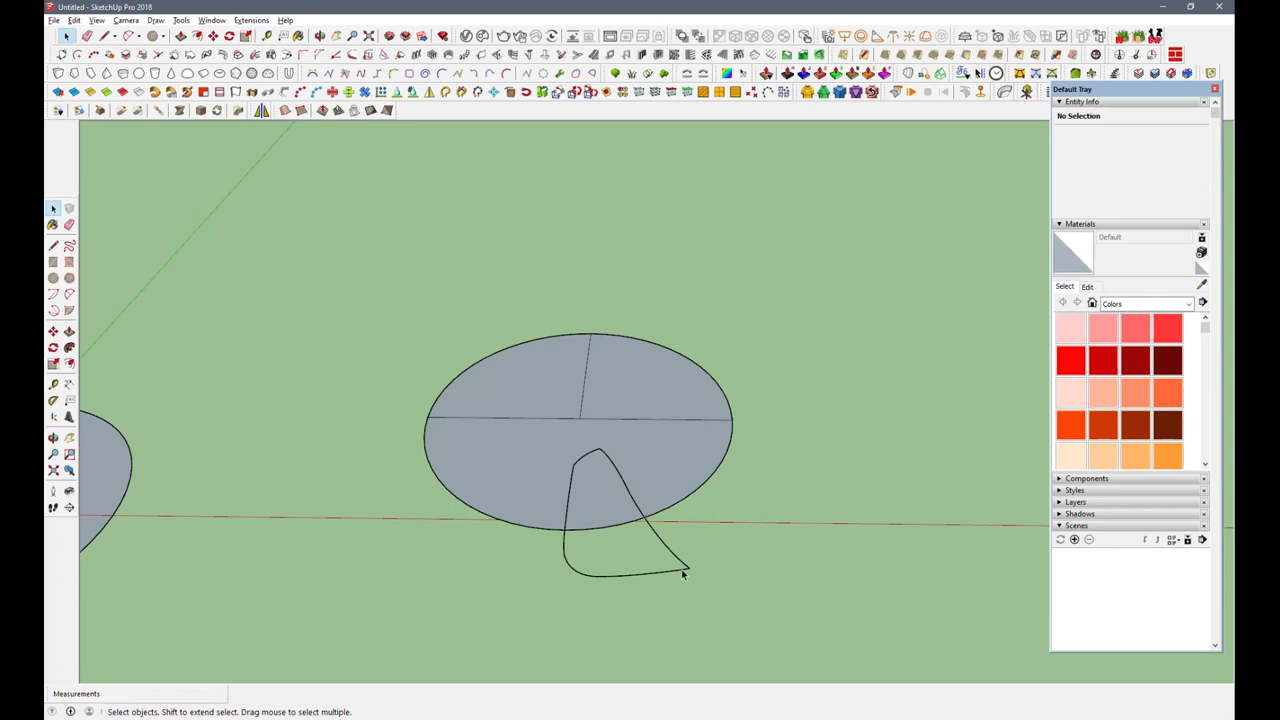 Untitled - SketchUp Pro 2018
File Edit View Camera Draw Tools Window Extensions Help
Default Tray
Entity Info
No Selection
Materials
Default
Select Edit
Colors
Components
Styles
Layers
Shadows
Scenes
Measurements
Select objects. Shift to extend select. Drag mouse to select multiple.